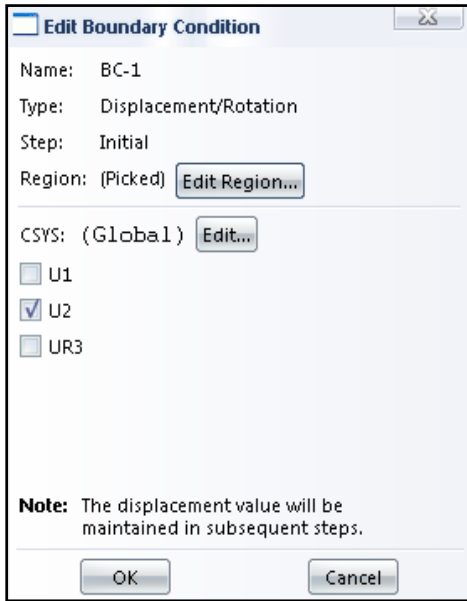 Edit Boundary Condition
Name: BC-1
Type: Displacement/Rotation
Step: Initial
Region: (Picked) Edit Region...
CSYS: (Global) Edit...
U1
U2
UR3
Note: The displacement value will be
maintained in subsequent steps.
OK Cancel